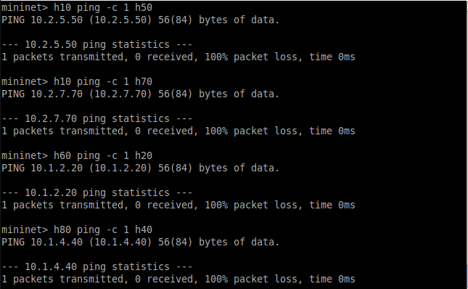 mininet> h10 ping -c 1 h50
PING 10.2.5.50 (10.2.5.50) 56(84) bytes of data.
--- 10.2.5.50 ping statistics ---
1 packets transmitted, 0 received, 100% packet loss, time 0ms
mininet> h10 ping -c 1 h70
PING 10.2.7.70 (10.2.7.70) 56(84) bytes of data.
--- 10.2.7.70 ping statistics ---
1 packets transmitted, 0 received, 100% packet loss, time 0ms
mininet> h60 ping -c 1 h20
PING 10.1.2.20 (10.1.2.20) 56(84) bytes of data.
--- 10.1.2.20 ping statistics ---
1 packets transmitted, 0 received, 100% packet loss, time 0ms
mininet> h80 ping -c 1 h40
PING 10.1.4.40 (10.1.4.40) 56(84) bytes of data.
--- 10.1.4.40 ping statistics ---
1 packets transmitted, 0 received, 100% packet loss, time 0ms